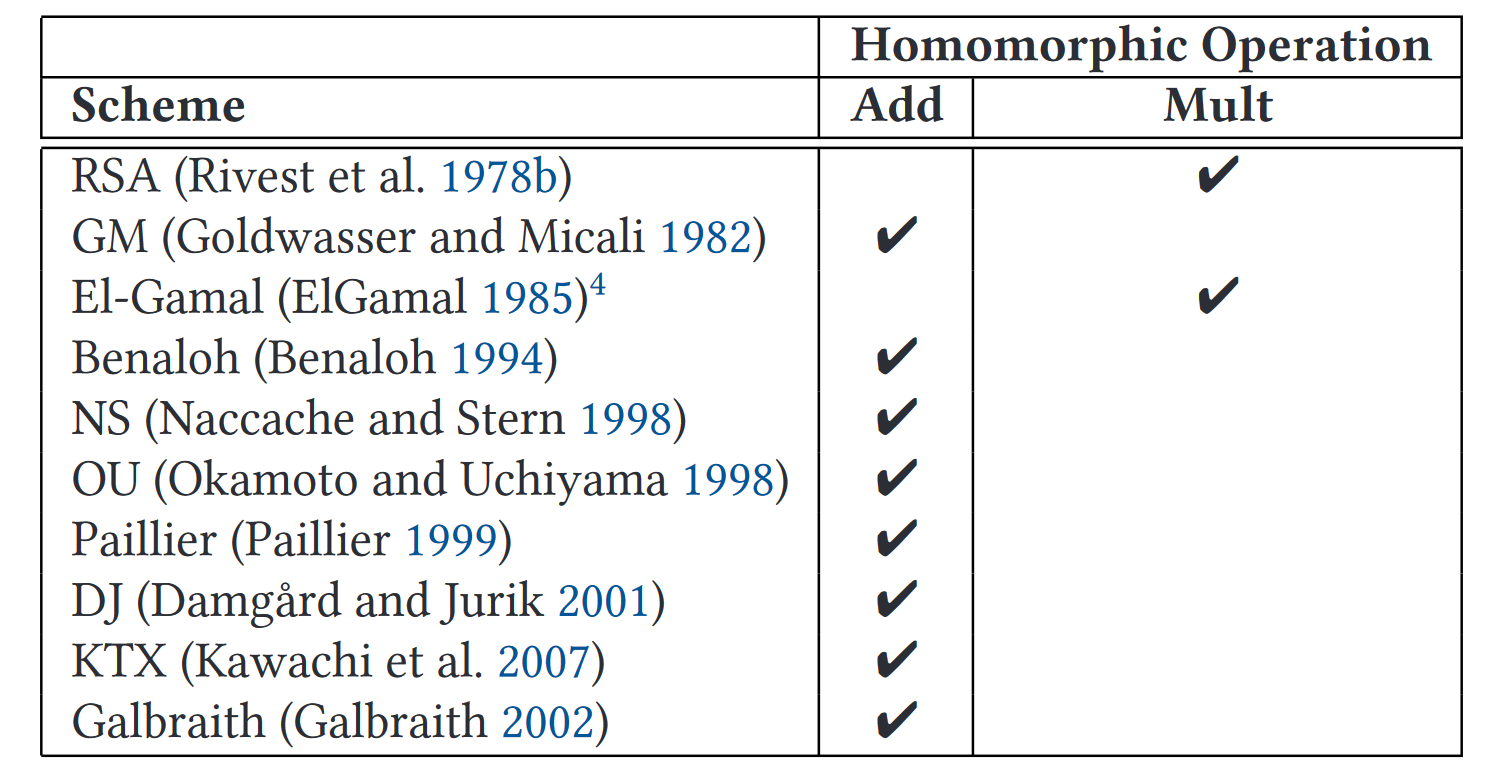 Homomorphic Operation
Scheme Add Mult
RSA (Rivest et al. 1978b) ✔
GM (Goldwasser and Micali 1982) ✔
El-Gamal (ElGamal 1985)⁴ ✔
Benaloh (Benaloh 1994) ✔
NS (Naccache and Stern 1998) ✔
OU (Okamoto and Uchiyama 1998) ✔
Paillier (Paillier 1999) ✔
DJ (Damgård and Jurik 2001) ✔
KTX (Kawachi et al. 2007) ✔
Galbraith (Galbraith 2002) ✔